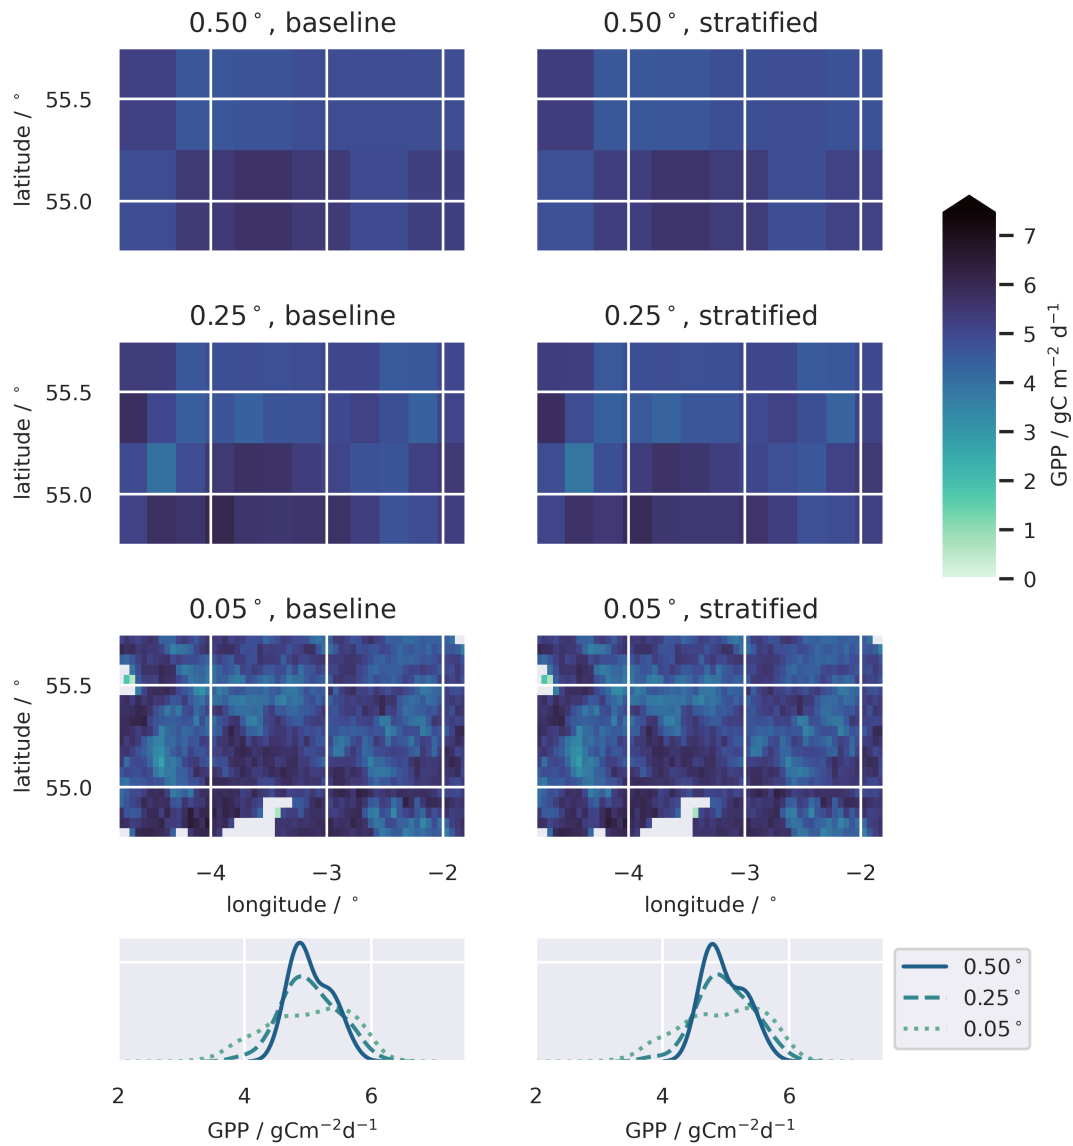 0.50°, baseline
0.50°, stratified
latitude / °
55.5
55.0
0.25°, baseline
0.25°, stratified
latitude / °
55.5
55.0
7
6
5
4
3
2
1
0
GPP / gC m⁻² d⁻¹
0.05°, baseline
0.05°, stratified
latitude / °
55.5
55.0
−4 −3 −2
longitude / °
−4 −3 −2
longitude / °
0.50°
0.25°
0.05°
2 4 6
GPP / gCm⁻²d⁻¹
2 4 6
GPP / gCm⁻²d⁻¹